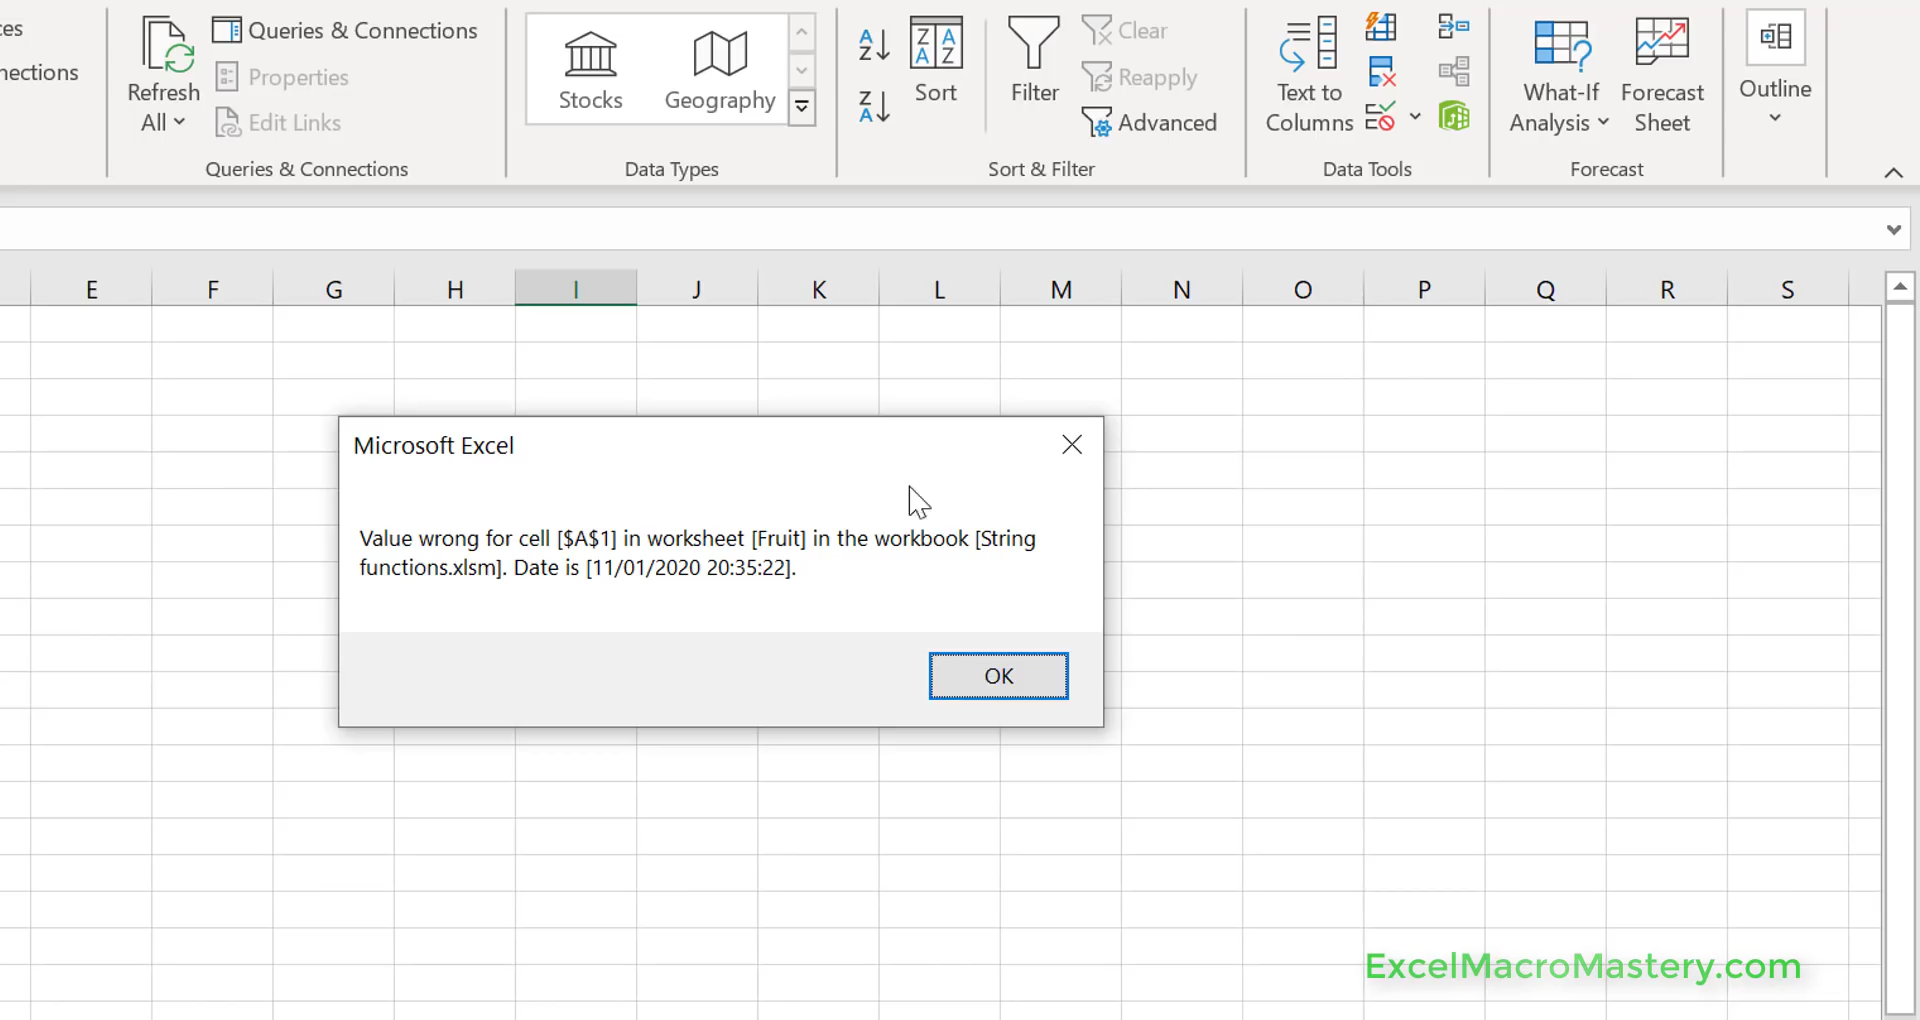 ces
nections
Refresh
All
Queries & Connections
Properties
Edit Links
Queries & Connections
Stocks
Geography
Data Types
A
Z
Z
A
Z A
A Z
Sort
Filter
Clear
Reapply
Advanced
Sort & Filter
Text to
Columns
Data Tools
What-If
Analysis
Forecast
Sheet
Forecast
Outline
E F G H I J K L M N O P Q R S
Microsoft Excel
Value wrong for cell [$A$1] in worksheet [Fruit] in the workbook [String
functions.xlsm]. Date is [11/01/2020 20:35:22].
OK
ExcelMacroMastery.com